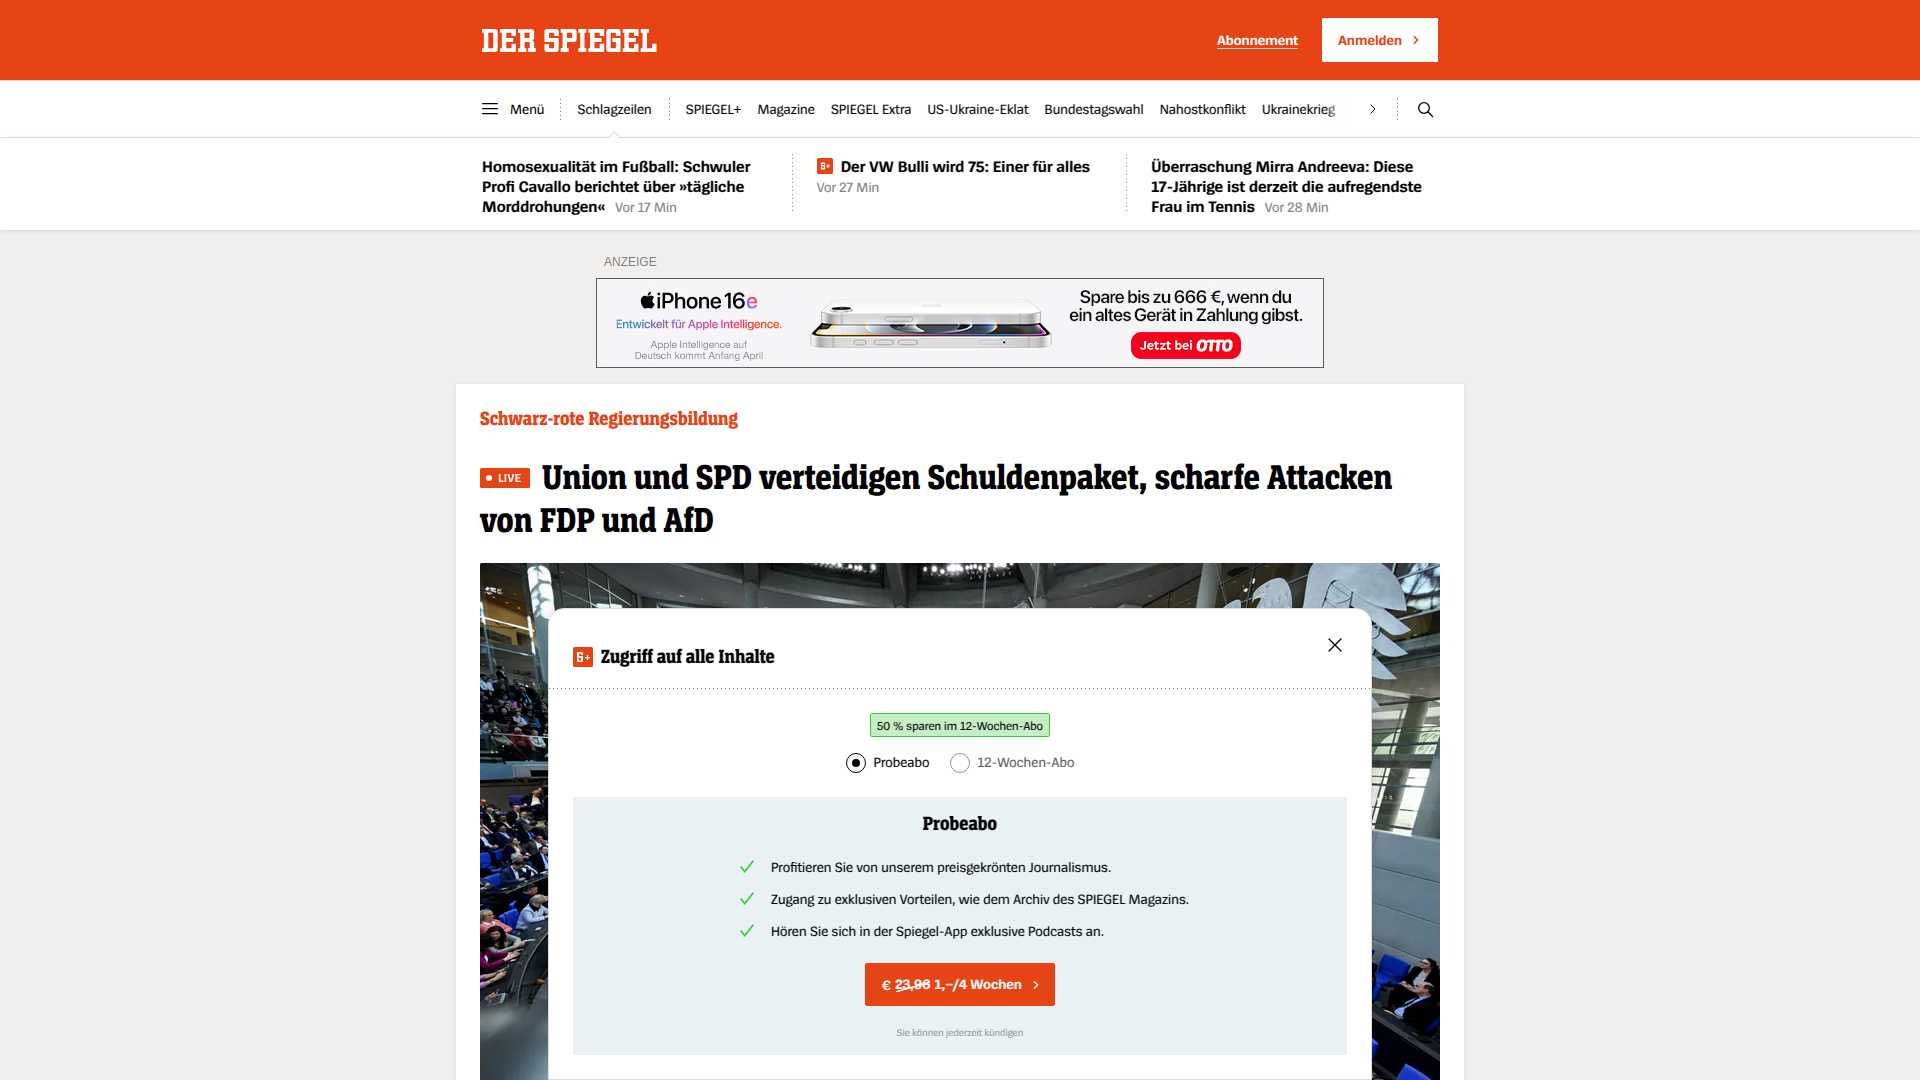 DER SPIEGEL
Abonnement
Anmelden
Menü
Schlagzeilen
SPIEGEL+
Magazine
SPIEGEL Extra
US-Ukraine-Eklat
Bundestagswahl
Nahostkonflikt
Ukrainekrieg
Homosexualität im Fußball: Schwuler
Profi Cavallo berichtet über »tägliche
Morddrohungen« Vor 17 Min
Der VW Bulli wird 75: Einer für alles
Vor 27 Min
Überraschung Mirra Andreeva: Diese
17-Jährige ist derzeit die aufregendste
Frau im Tennis Vor 28 Min
ANZEIGE
iPhone 16e
Entwickelt für Apple Intelligence.
Apple Intelligence auf
Deutsch kommt Anfang April
Spare bis zu 666 €, wenn du
ein altes Gerät in Zahlung gibst.
Jetzt bei OTTO
Schwarz-rote Regierungsbildung
LIVE Union und SPD verteidigen Schuldenpaket, scharfe Attacken
von FDP und AfD
Zugriff auf alle Inhalte
50 % sparen im 12-Wochen-Abo
Probeabo
12-Wochen-Abo
Probeabo
Profitieren Sie von unserem preisgekrönten Journalismus.
Zugang zu exklusiven Vorteilen, wie dem Archiv des SPIEGEL Magazins.
Hören Sie sich in der Spiegel-App exklusive Podcasts an.
€ 23,96 1,–/4 Wochen
Sie können jederzeit kündigen